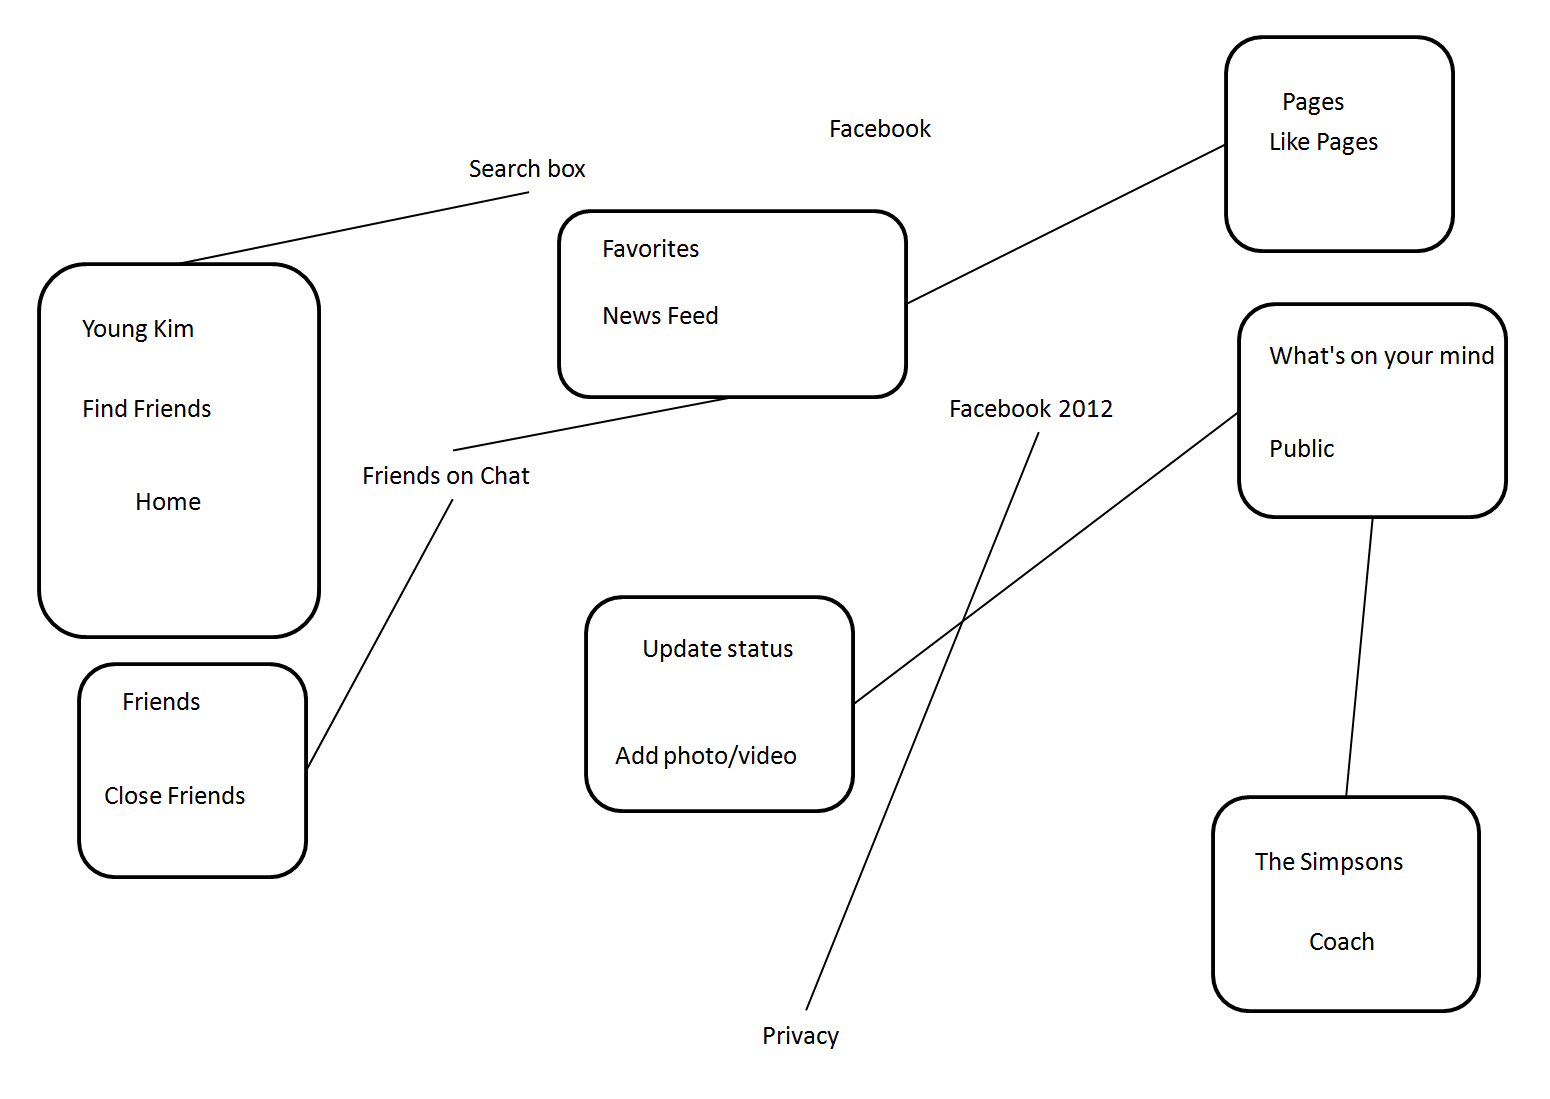 Facebook
Search box
Pages
Like Pages
Favorites
News Feed
Young Kim
Find Friends
Home
What's on your mind
Public
Facebook 2012
Friends on Chat
Friends
Close Friends
Update status
Add photo/video
The Simpsons
Coach
Privacy